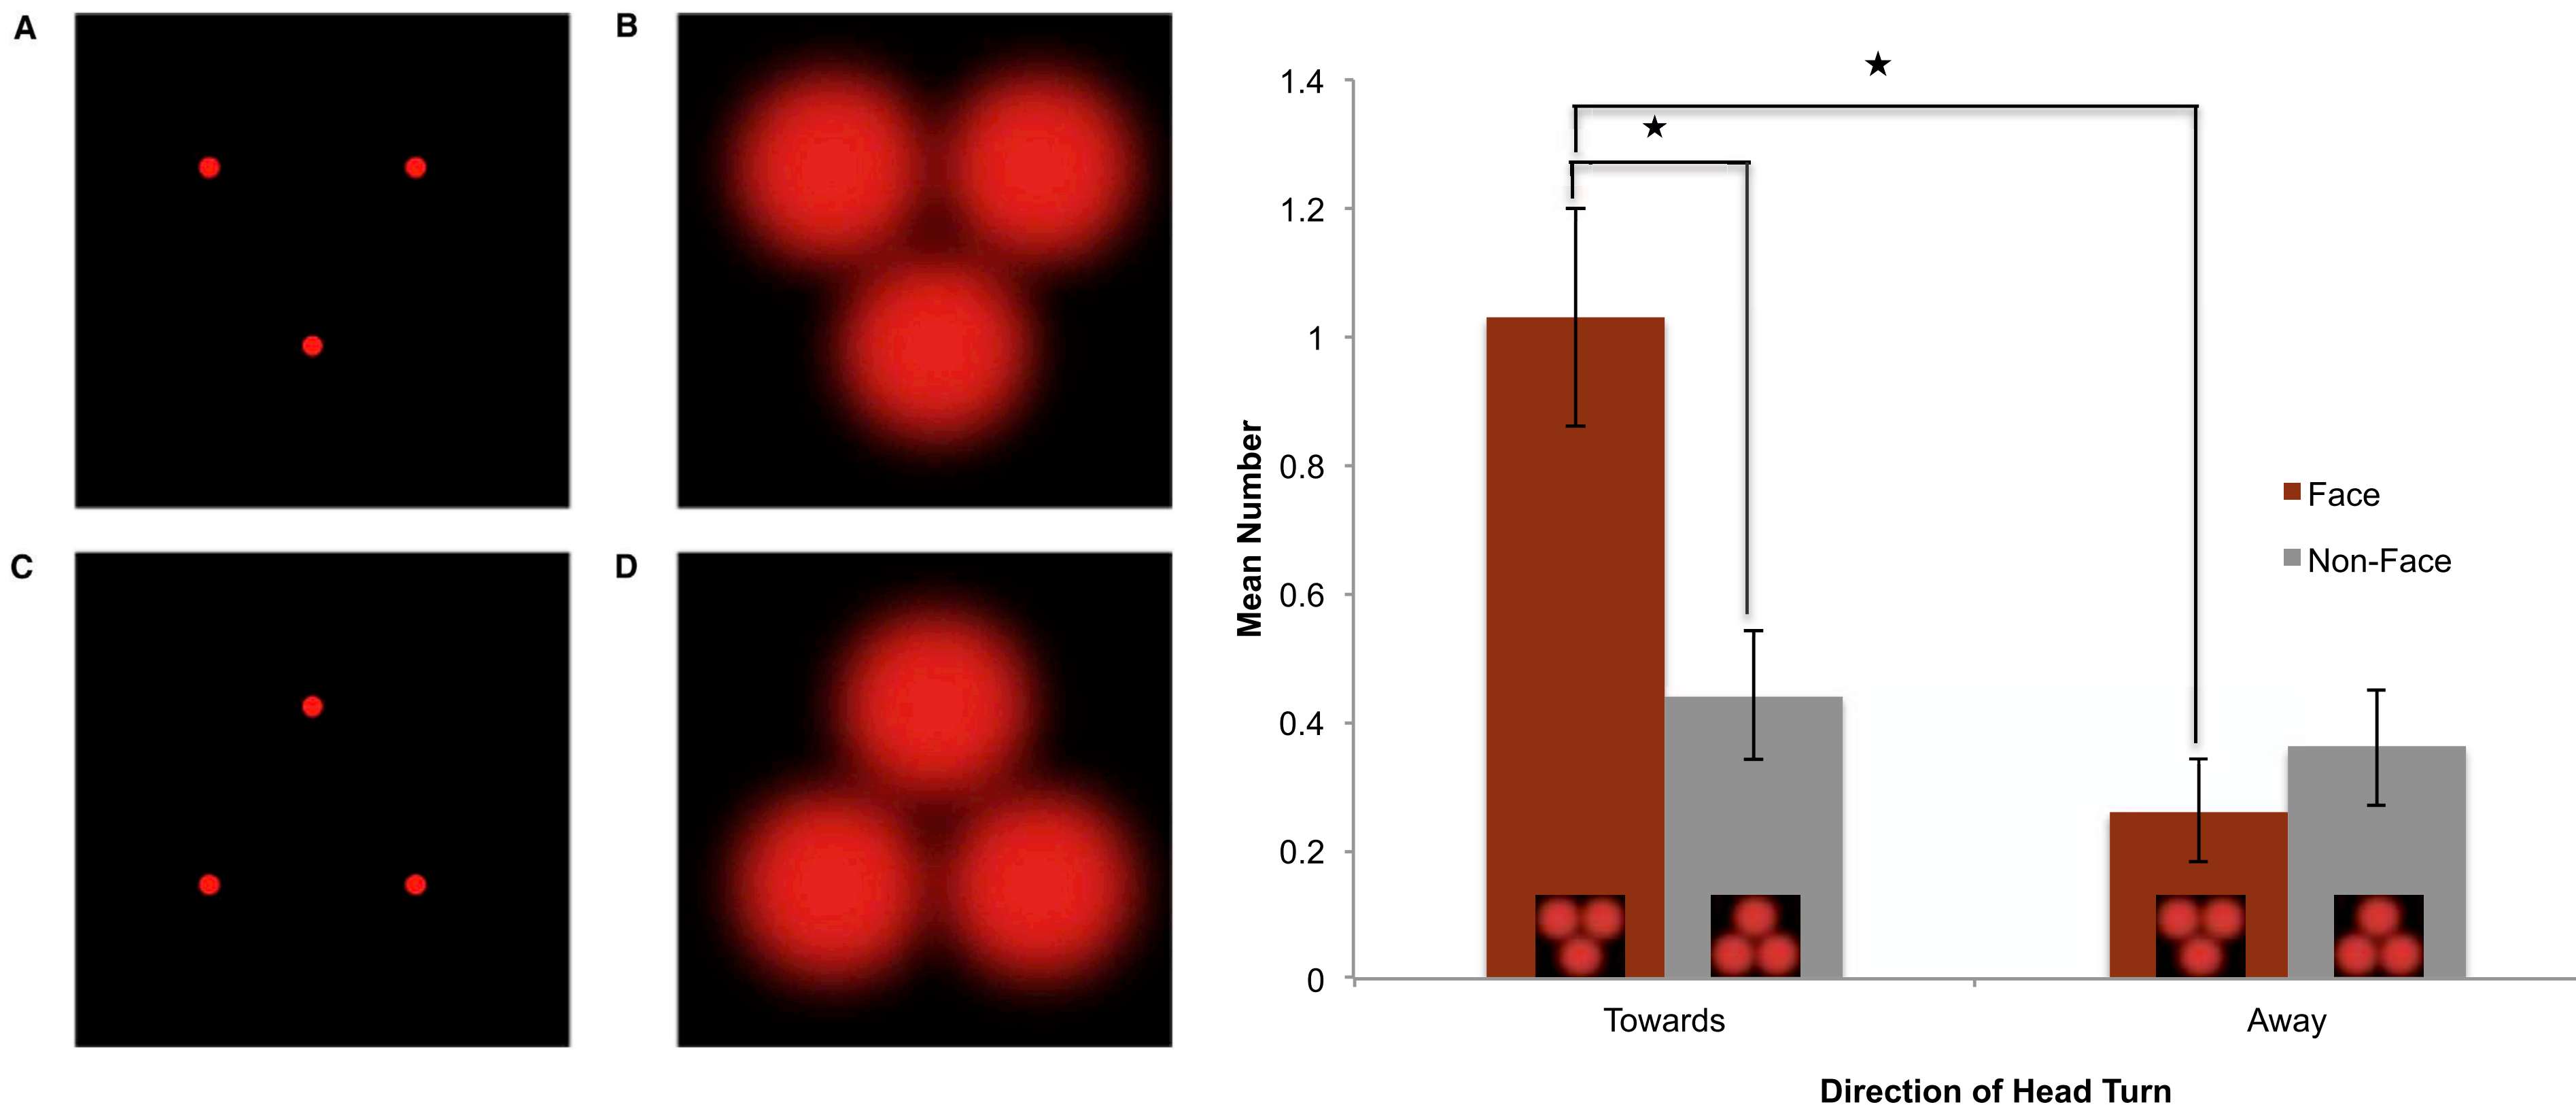 A
B
C
D
★
★
1.4
1.2
1
0.8
0.6
0.4
0.2
0
Mean Number
Face
Non-Face
Towards
Away
Direction of Head Turn